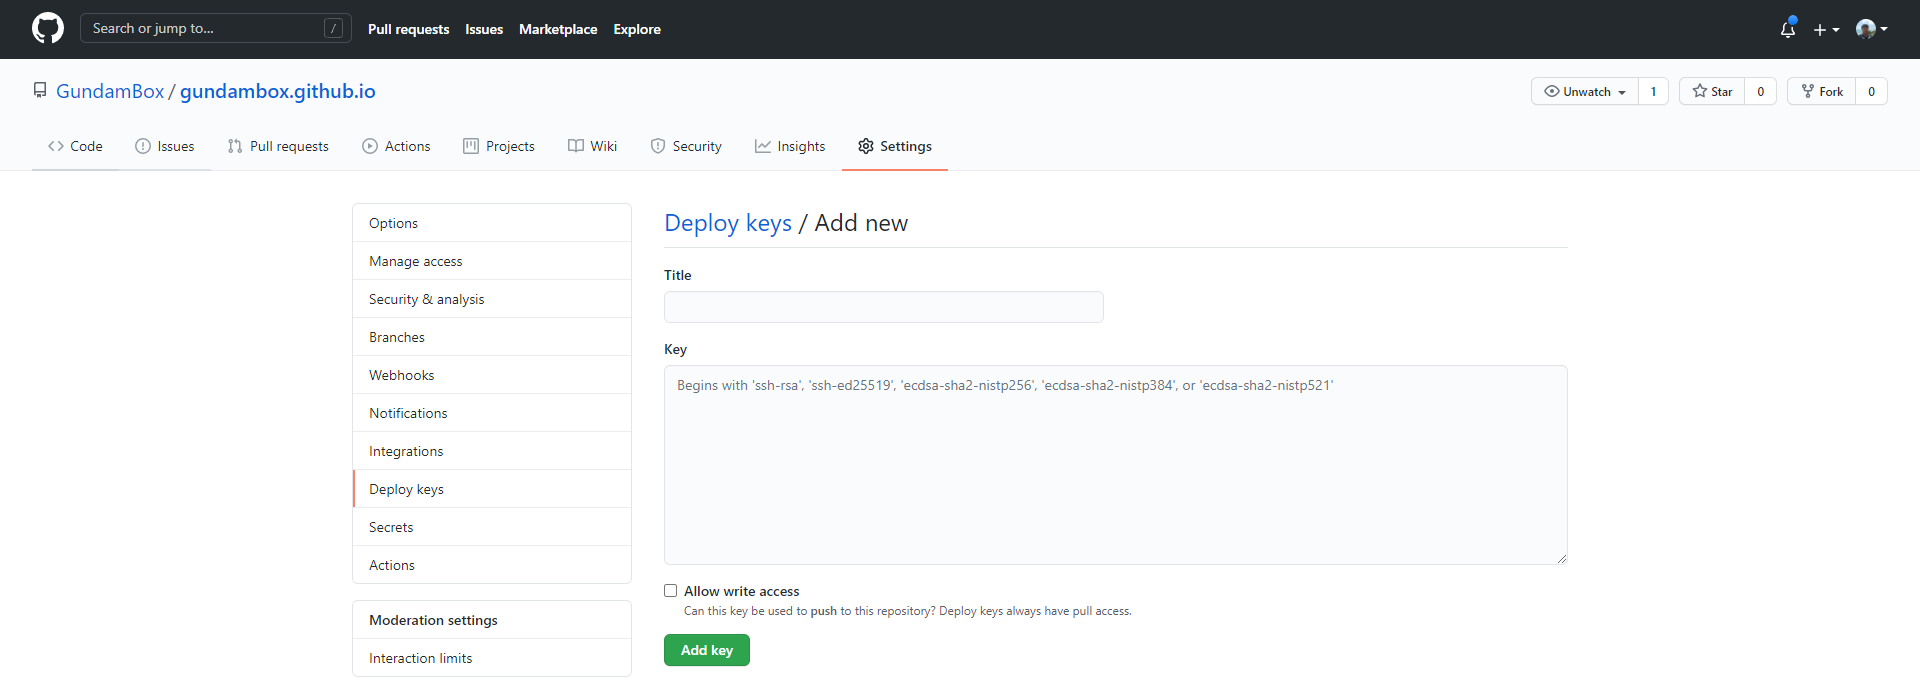 Search or jump to... / Pull requests Issues Marketplace Explore
GundamBox / gundambox.github.io Unwatch 1 Star 0 Fork 0
Code Issues Pull requests Actions Projects Wiki Security Insights Settings
Options
Manage access
Security & analysis
Branches
Webhooks
Notifications
Integrations
Deploy keys
Secrets
Actions
Moderation settings
Interaction limits
Deploy keys / Add new
Title
Key
Begins with 'ssh-rsa', 'ssh-ed25519', 'ecdsa-sha2-nistp256', 'ecdsa-sha2-nistp384', or 'ecdsa-sha2-nistp521'
Allow write access
Can this key be used to push to this repository? Deploy keys always have pull access.
Add key